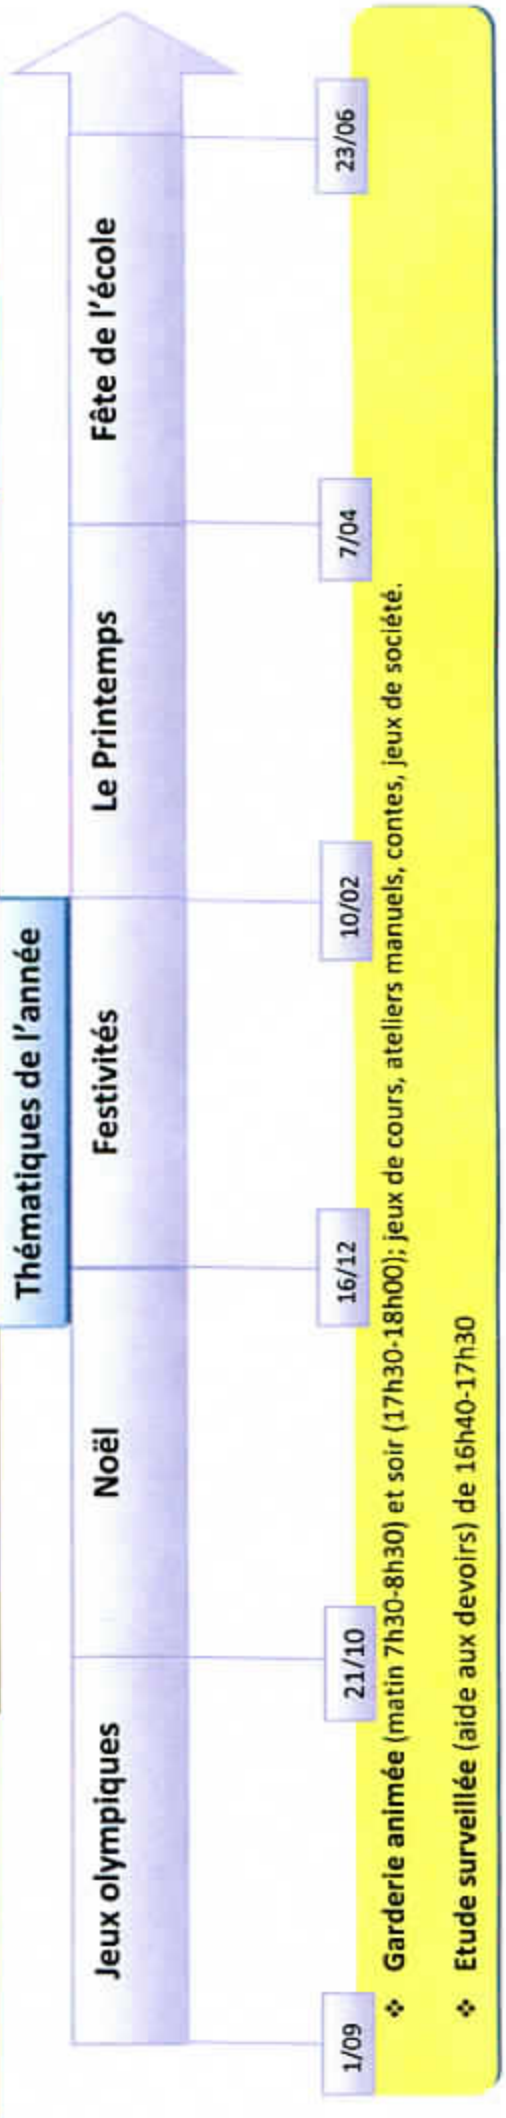 Thématiques de l'année
Jeux olympiques
Noël
Festivités
Le Printemps
Fête de l'école
1/09
21/10
16/12
10/02
7/04
23/06
❖ Garderie animée (matin 7h30-8h30) et soir (17h30-18h00); jeux de cours, ateliers manuels, contes, jeux de société.
❖ Etude surveillée (aide aux devoirs) de 16h40-17h30